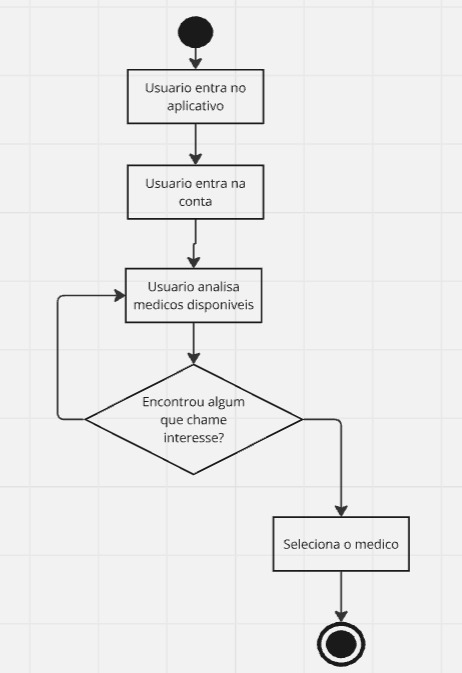 Usuario entra no
aplicativo
Usuario entra na
conta
Usuario analisa
medicos disponiveis
Encontrou algum
que chame
interesse?
Seleciona o medico